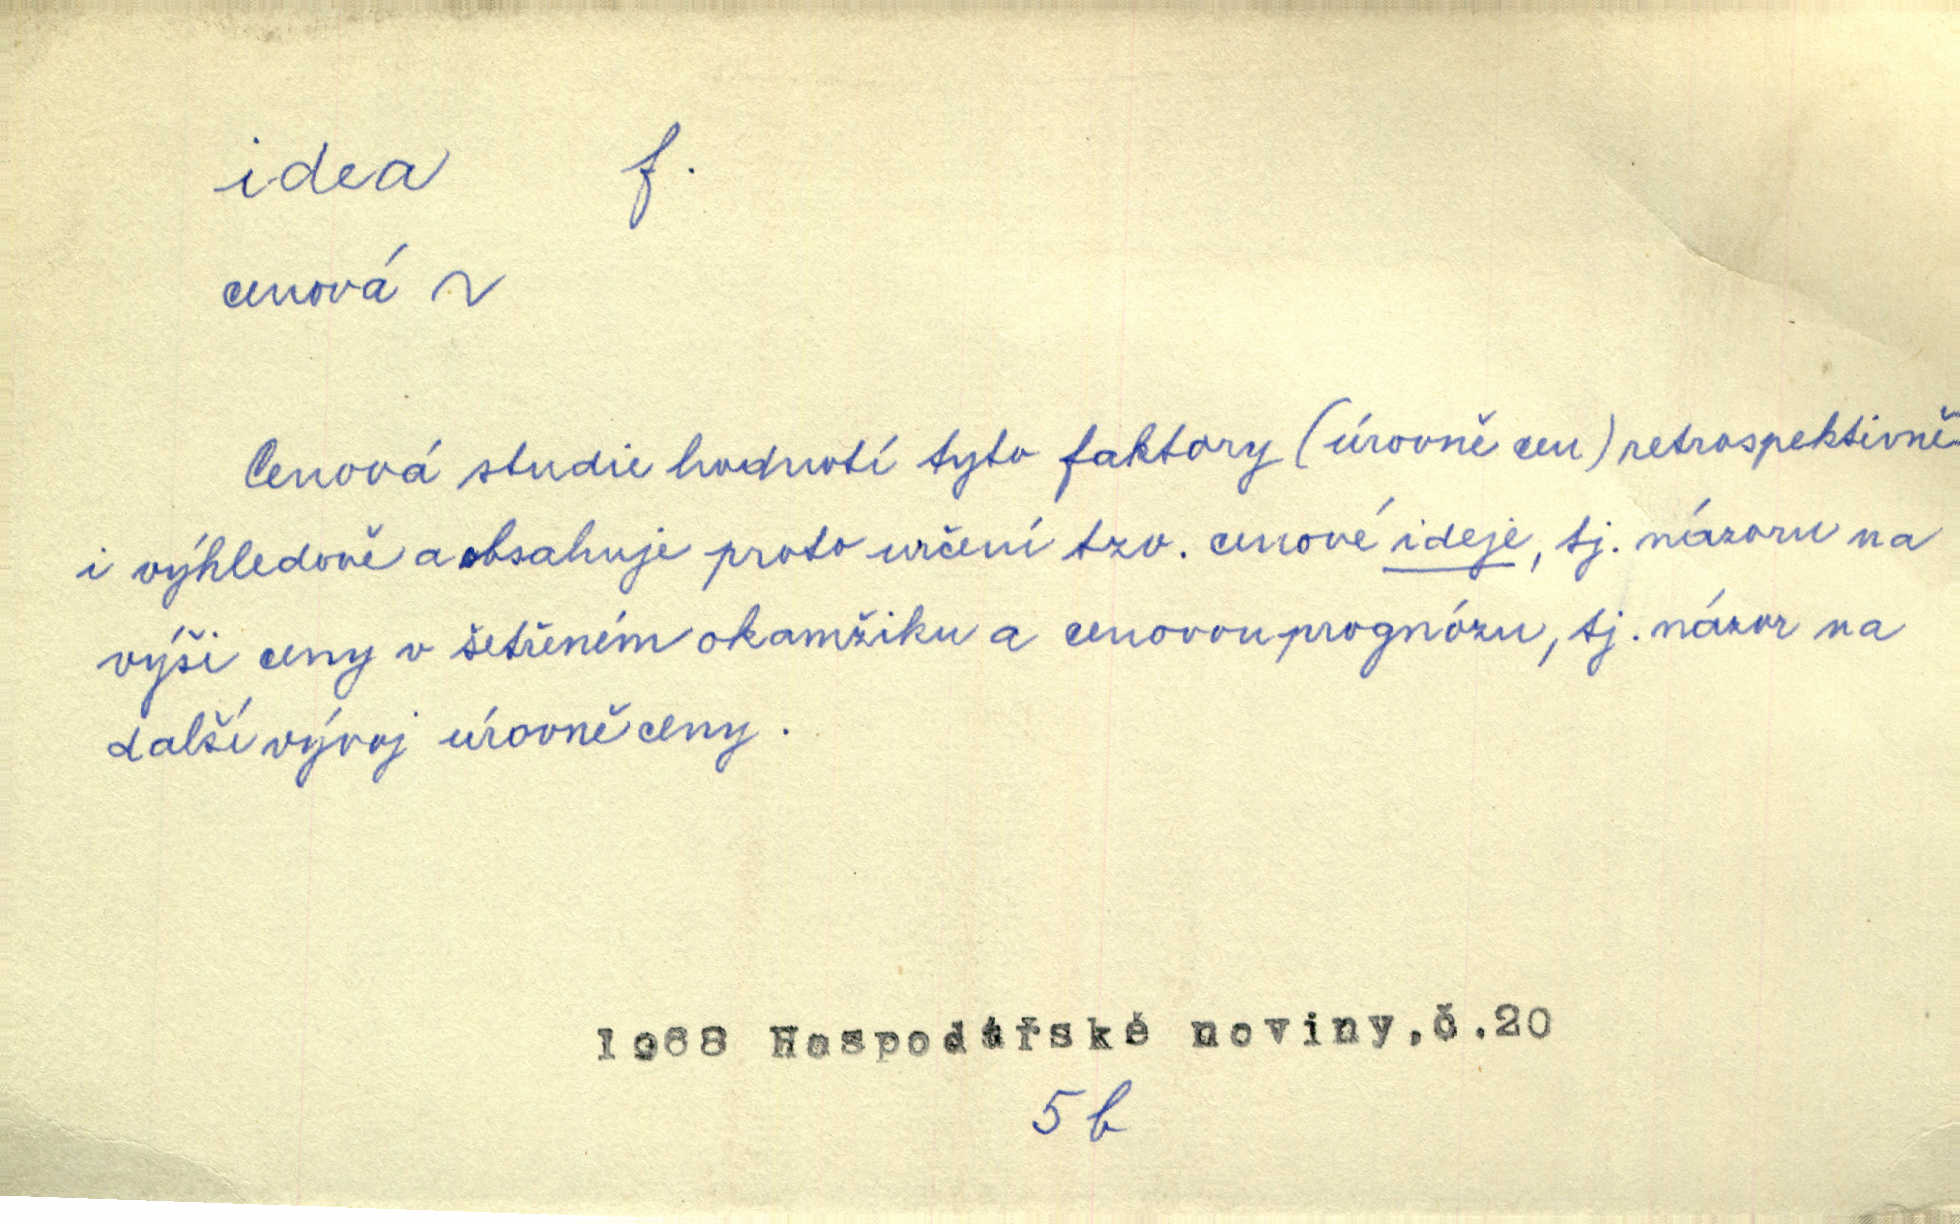 idea f.
cenová ~
Cenová studie hodnotí tyto faktory (úrovně cen) retrospektivně
i výhledově a obsahuje proto určení tzv. cenové ideje, tj. názoru na
výši ceny v šetřeném okamžiku a cenovou prognózu, tj. názor na
další vývoj úrovně ceny.
1968 Hospodářské noviny,č.20
5b